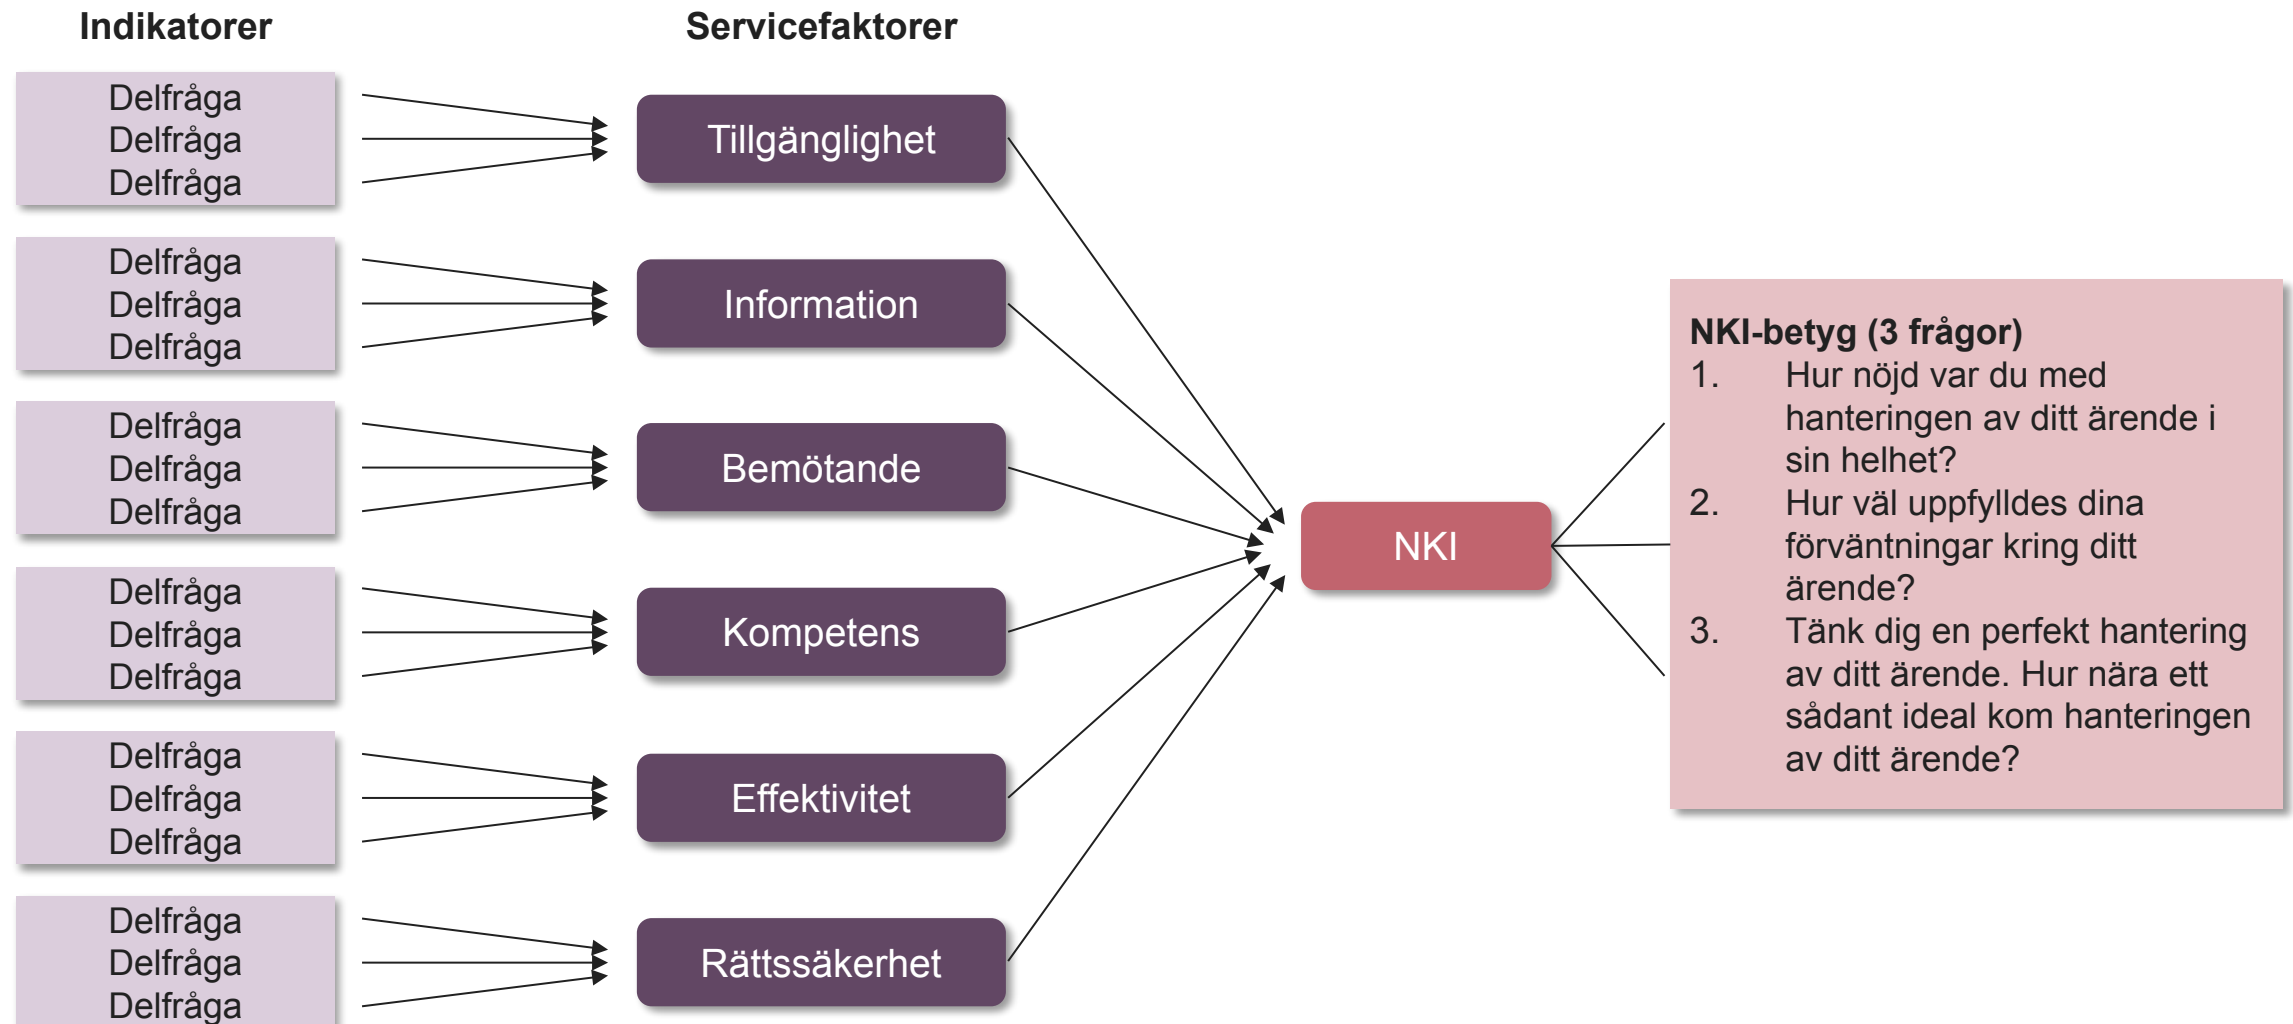 Indikatorer
Servicefaktorer
Delfråga
Delfråga
Delfråga
Tillgänglighet
Delfråga
Delfråga
Delfråga
Information
Delfråga
Delfråga
Delfråga
Bemötande
Delfråga
Delfråga
Delfråga
Kompetens
Delfråga
Delfråga
Delfråga
Effektivitet
Delfråga
Delfråga
Delfråga
Rättssäkerhet
NKI
NKI-betyg (3 frågor)
1. Hur nöjd var du med
hanteringen av ditt ärende i
sin helhet?
2. Hur väl uppfylldes dina
förväntningar kring ditt
ärende?
3. Tänk dig en perfekt hantering
av ditt ärende. Hur nära ett
sådant ideal kom hanteringen
av ditt ärende?